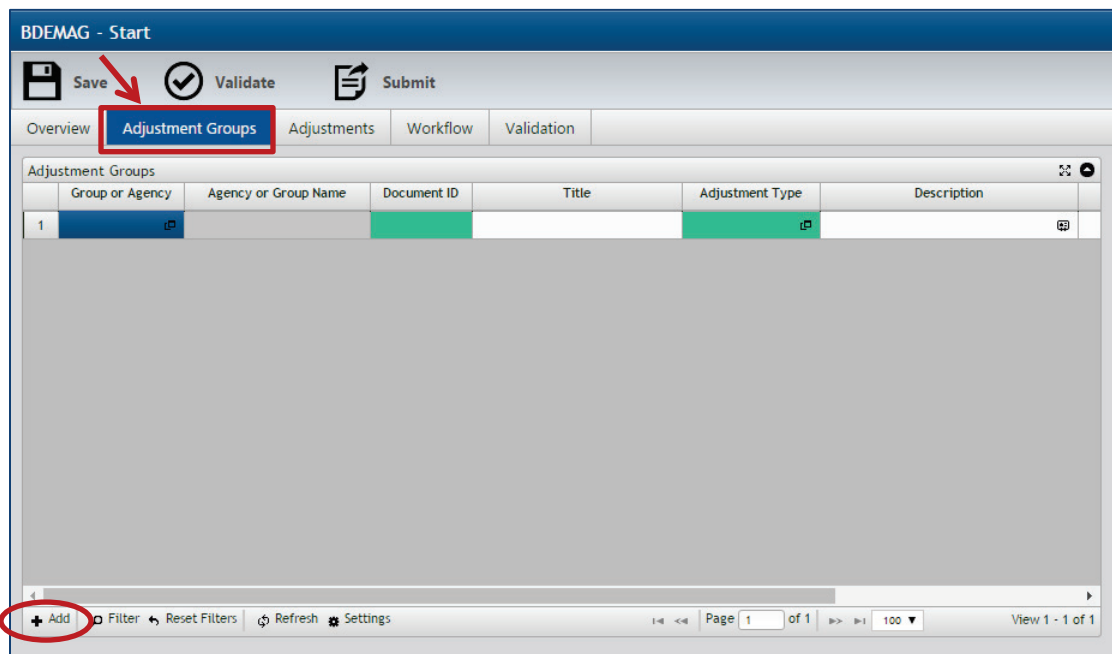 BDEMAG - Start
Save Validate Submit
Overview Adjustment Groups Adjustments Workflow Validation
Adjustment Groups
Group or Agency Agency or Group Name Document ID Title Adjustment Type Description
1
Add Filter Reset Filters Refresh Settings Page 1 of 1 100 View 1 - 1 of 1